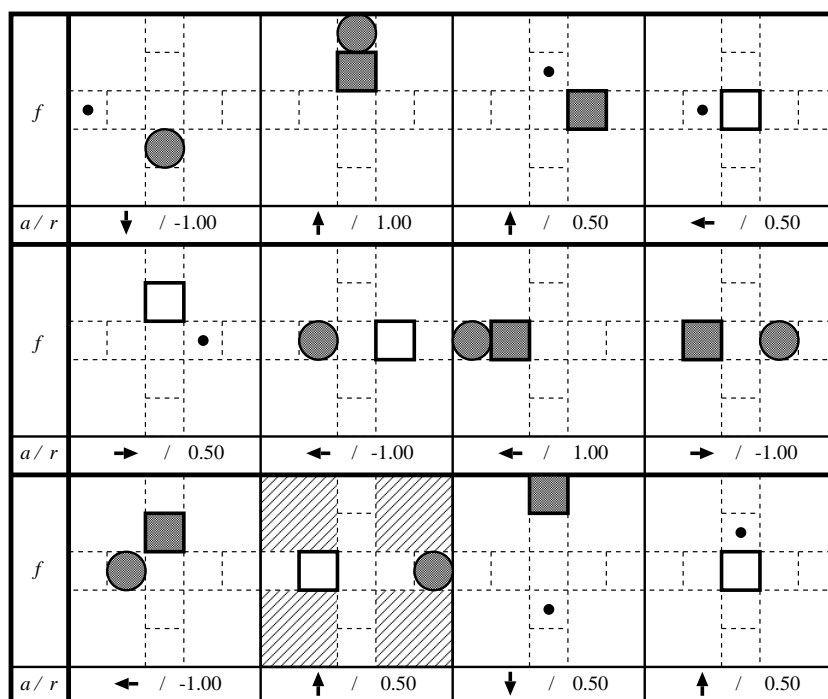 f
a / r / -1.00 / 1.00 / 0.50 / 0.50
f
a / r / 0.50 / -1.00 / 1.00 / -1.00
f
a / r / -1.00 / 0.50 / 0.50 / 0.50